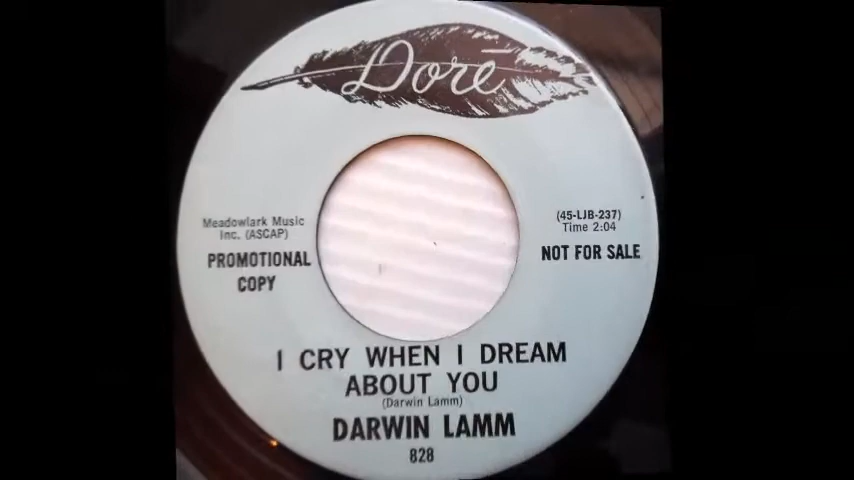 Doré
Meadowlark Music
Inc. (ASCAP)
PROMOTIONAL
COPY
(45-LJB-237)
Time 2:04
NOT FOR SALE
I CRY WHEN I DREAM
ABOUT YOU
(Darwin Lamm)
DARWIN LAMM
828